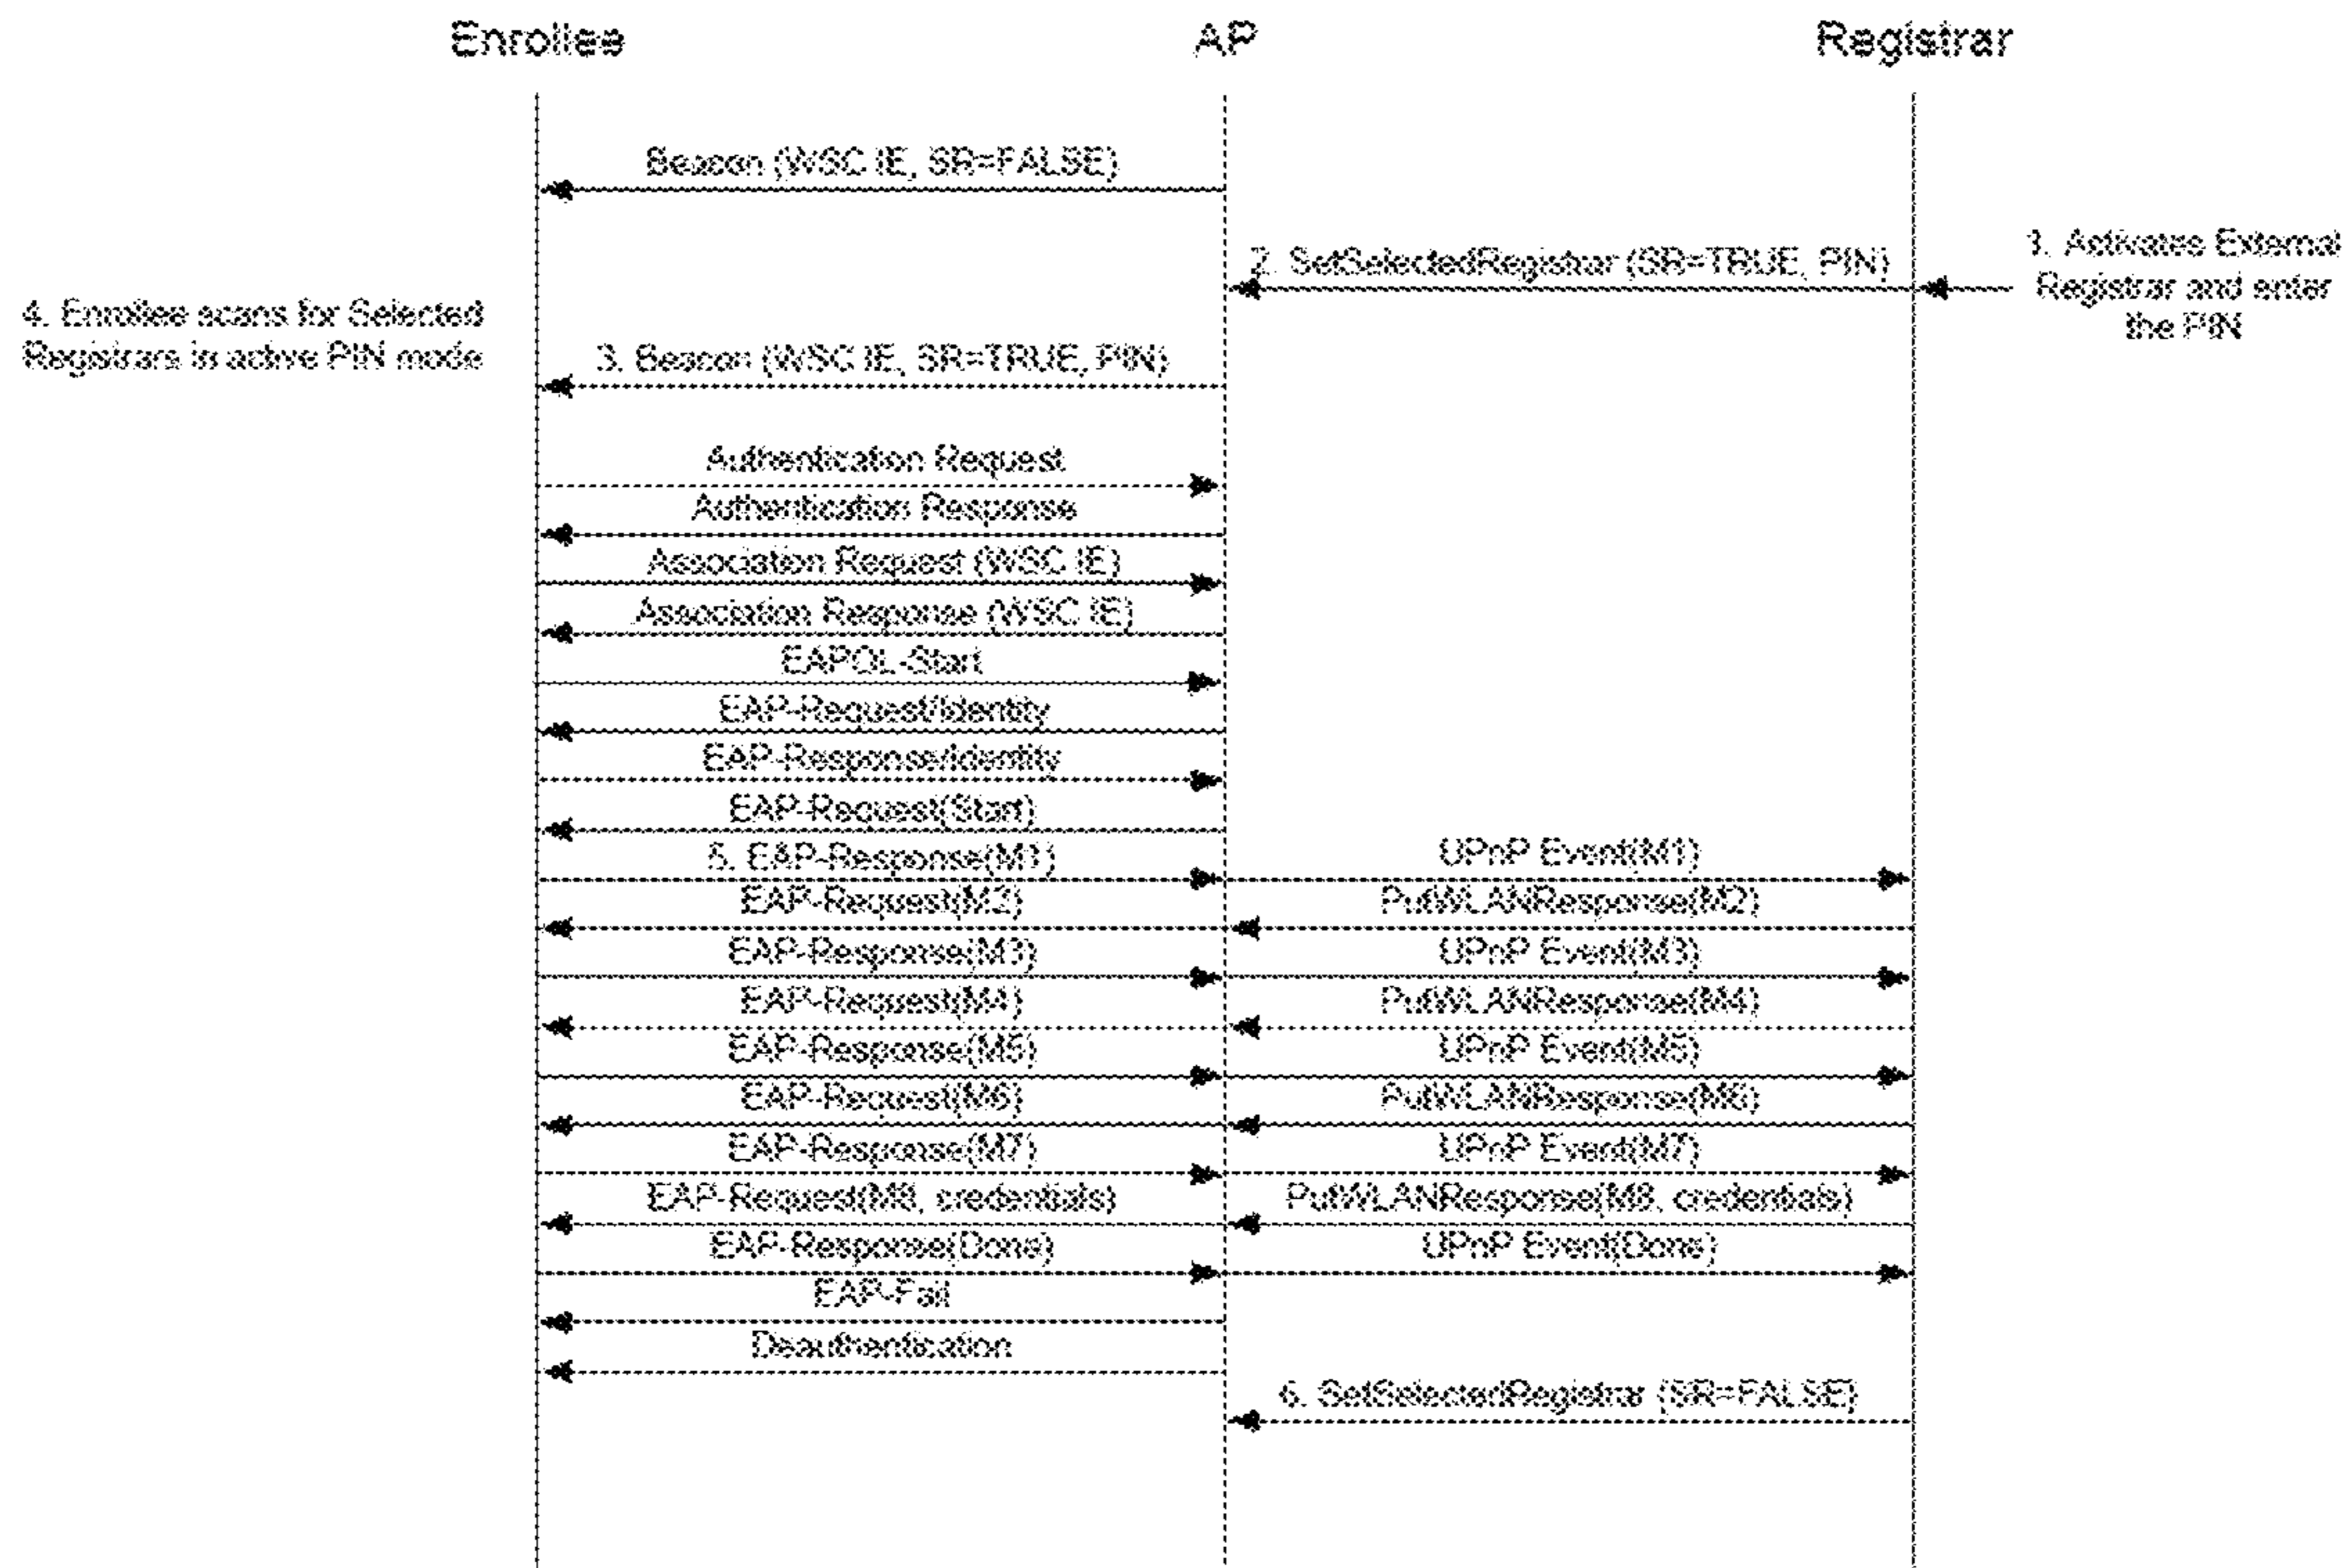 Enrollee AP Registrar
Beacon (WSC IE, SR=FALSE)
2. SetSelectedRegistrar (SR=TRUE, PIN)
1. Activates External
Registrar and enter
the PIN
4. Enrollee scans for Selected
Registrars in active PIN mode
3. Beacon (WSC IE, SR=TRUE, PIN)
Authentication Request
Authentication Response
Association Request (WSC IE)
Association Response (WSC IE)
EAPOL-Start
EAP-Request/Identity
EAP-Response/Identity
EAP-Request(Start)
5. EAP-Response(M1) UPnP Event(M1)
EAP-Request(M2) PutWLANResponse(M2)
EAP-Response(M3) UPnP Event(M3)
EAP-Request(M4) PutWLANResponse(M4)
EAP-Response(M5) UPnP Event(M5)
EAP-Request(M6) PutWLANResponse(M6)
EAP-Response(M7) UPnP Event(M7)
EAP-Request(M8, credentials) PutWLANResponse(M8, credentials)
EAP-Response(Done) UPnP Event(Done)
EAP-Fail
Deauthentication
6. SetSelectedRegistrar (SR=FALSE)